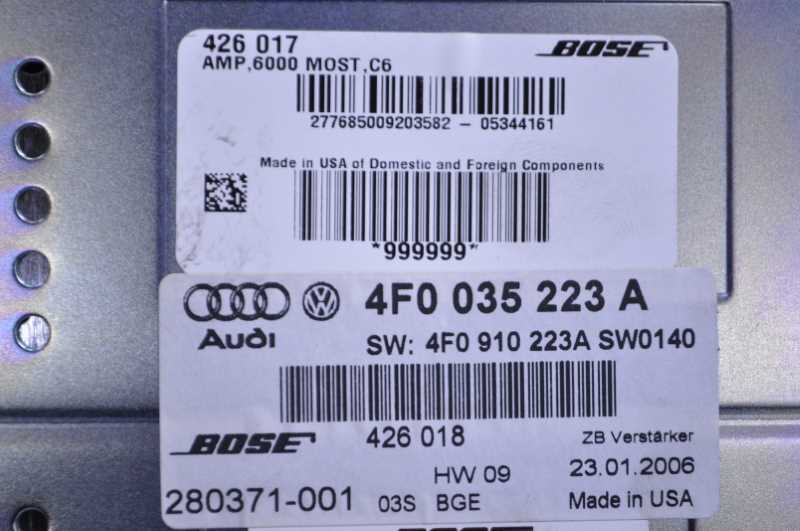 426 017
BOSE
AMP,6000 MOST,C6
277685009203582 - 05344161
Made in USA of Domestic and Foreign Components
*999999*
4F0 035 223 A
Audi
SW: 4F0 910 223A SW0140
BOSE
426 018
ZB Verstärker
HW 09
23.01.2006
280371-001
03S BGE
Made in USA
BOSE